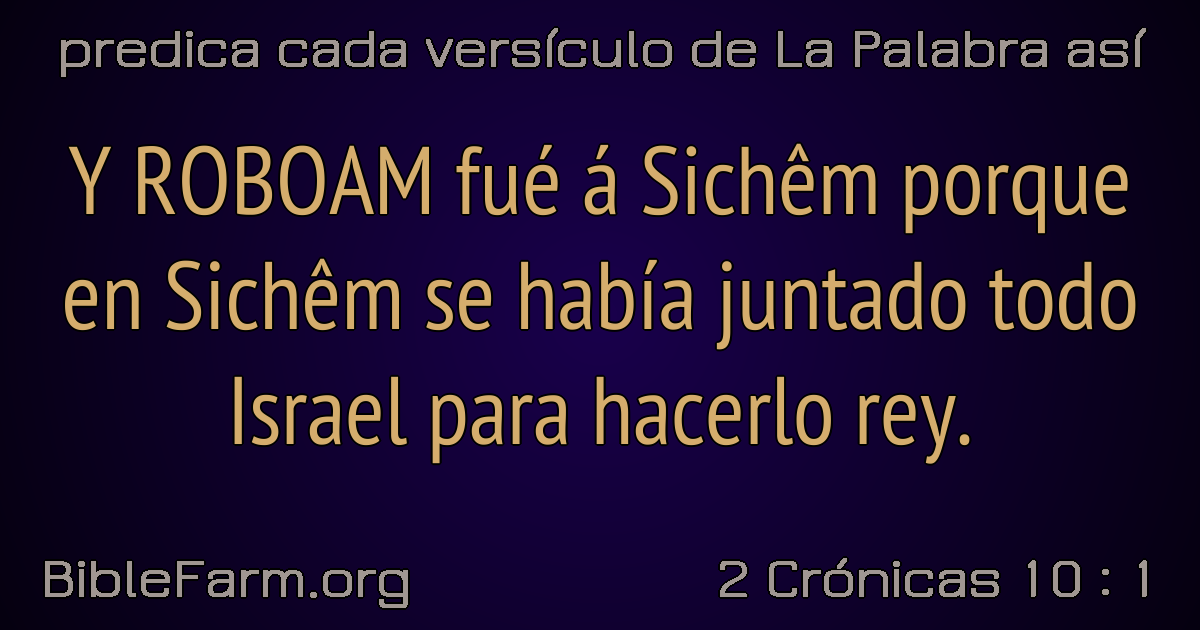 predica cada versículo de La Palabra así
Y ROBOAM fué á Sichêm porque
en Sichêm se había juntado todo
Israel para hacerlo rey.
BibleFarm.org
2 Crónicas 10 : 1